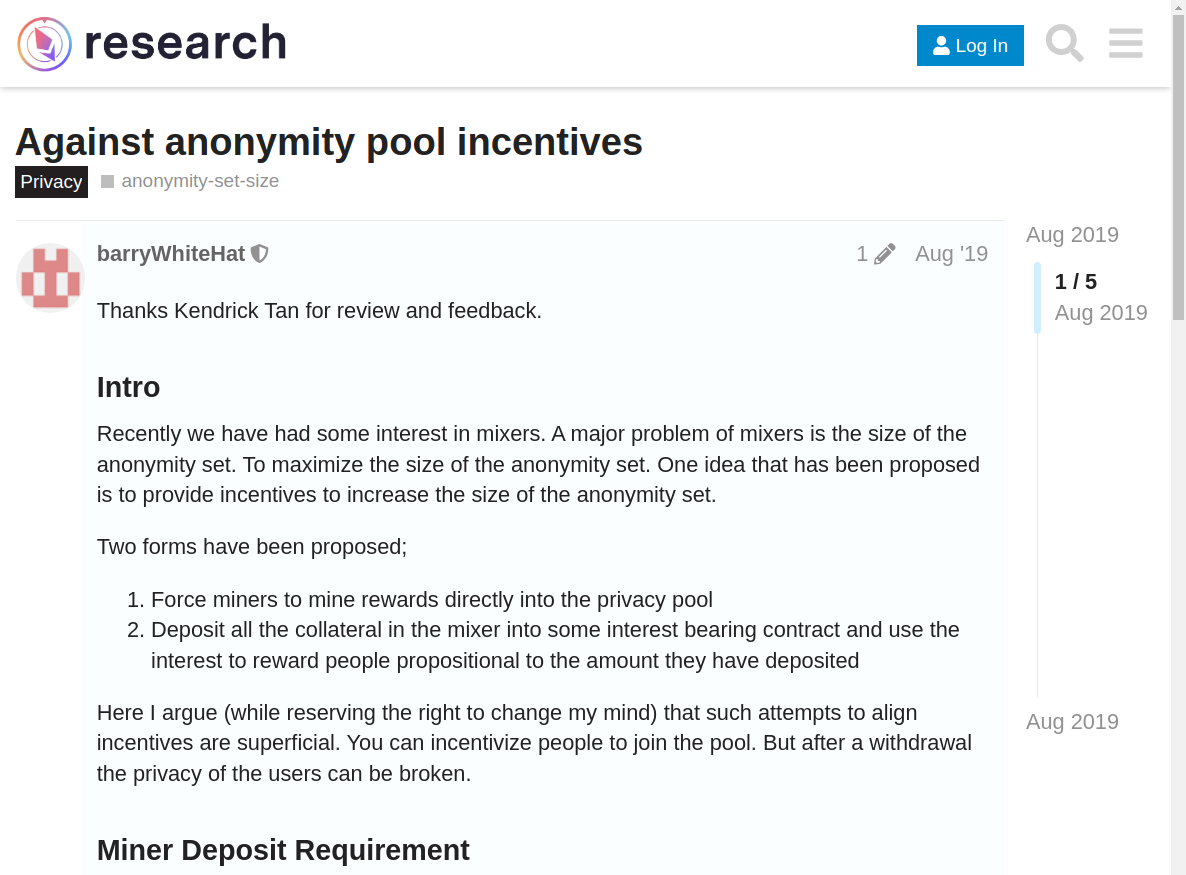 research
Log In
Against anonymity pool incentives
Privacy anonymity-set-size
barryWhiteHat 1 Aug '19
Thanks Kendrick Tan for review and feedback.
Intro
Recently we have had some interest in mixers. A major problem of mixers is the size of the
anonymity set. To maximize the size of the anonymity set. One idea that has been proposed
is to provide incentives to increase the size of the anonymity set.
Two forms have been proposed;
1. Force miners to mine rewards directly into the privacy pool
2. Deposit all the collateral in the mixer into some interest bearing contract and use the
interest to reward people propositional to the amount they have deposited
Here I argue (while reserving the right to change my mind) that such attempts to align
incentives are superficial. You can incentivize people to join the pool. But after a withdrawal
the privacy of the users can be broken.
Miner Deposit Requirement
Aug 2019
1 / 5
Aug 2019
Aug 2019